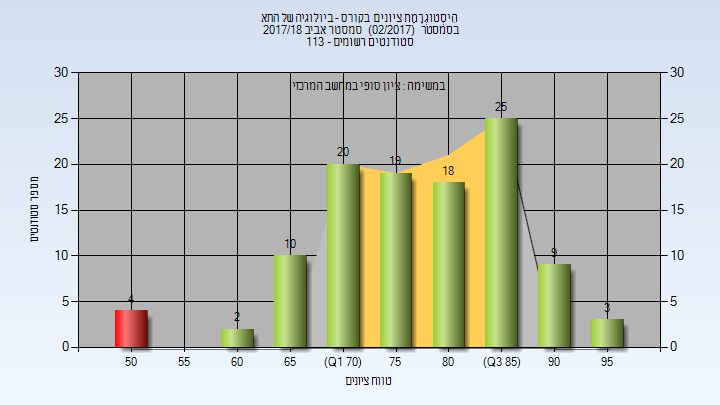 היסטוגרמת ציונים בקורס - ביולוגיה של התא
בסמסטר (02/2017) סמסטר אביב 2017/18
סטודנטים רשומים - 113
במשימה : ציון סופי במחשב המרכזי
מספר סטודנטים
30 30
25 25
20 20
15 15
10 10
5 5
0 0
4 2 10 20 19 18 25 9 3
50 55 60 65 (Q1 70) 75 80 (Q3 85) 90 95
טווח ציונים